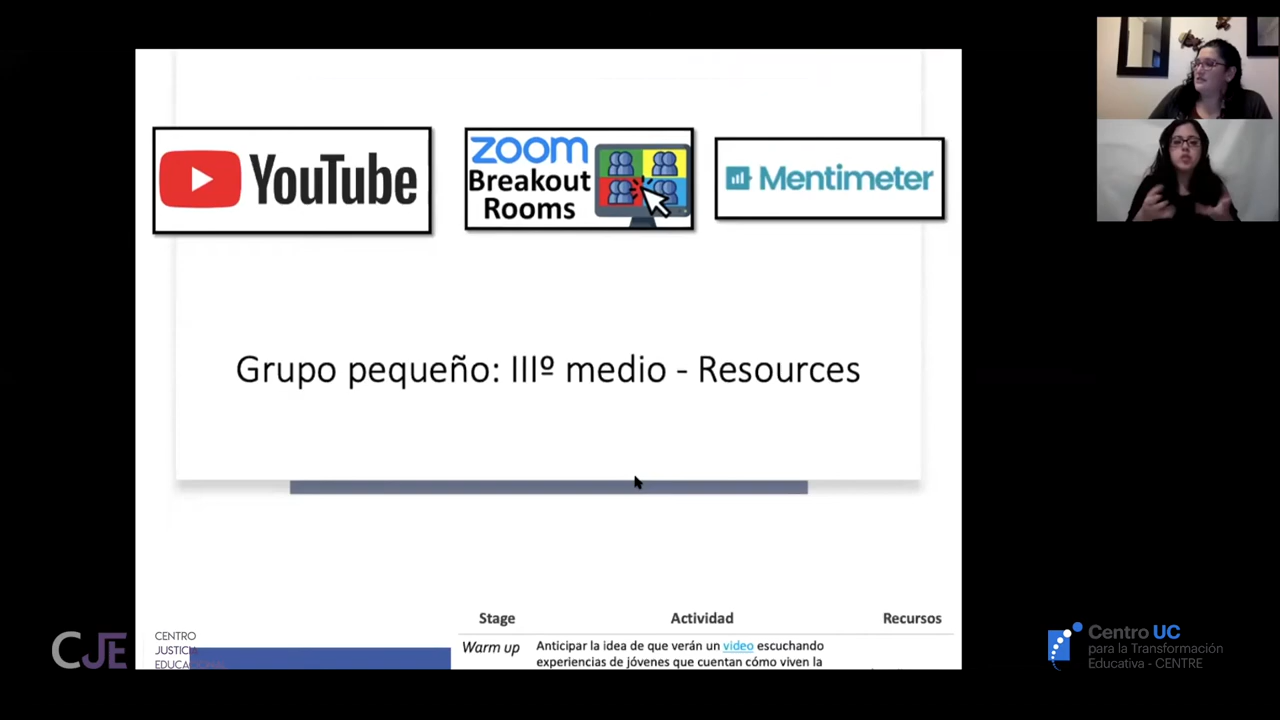 YouTube
zoom
Breakout
Rooms
Mentimeter
Grupo pequeño: IIIº medio - Resources
Stage Actividad Recursos
Warm up Anticipar la idea de que verán un video escuchando
experiencias de jóvenes que cuentan cómo viven la
CJE
CENTRO
JUSTICIA
EDUCACIONAL
Centro UC
para la Transformación
Educativa - CENTRE